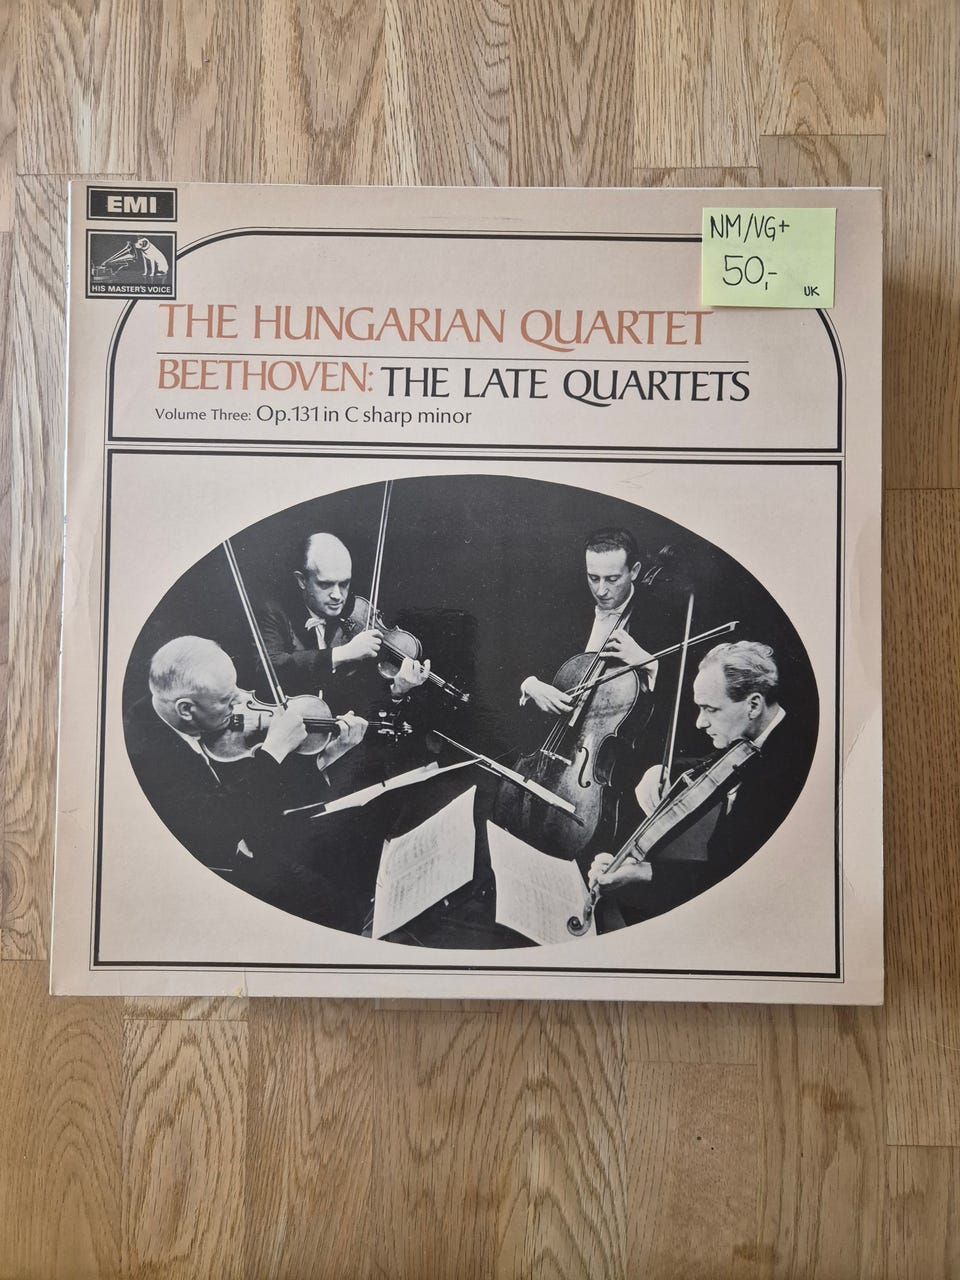 EMI
HIS MASTER'S VOICE
NM/VG+
50,-
UK
THE HUNGARIAN QUARTET
BEETHOVEN: THE LATE QUARTETS
Volume Three: Op.131 in C sharp minor